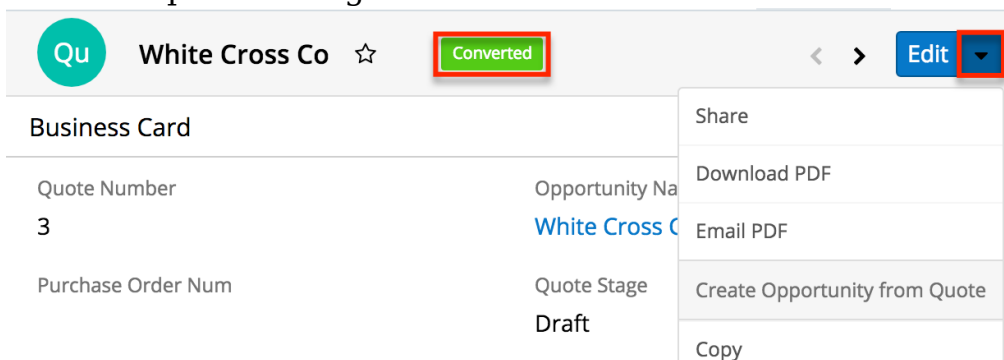 Qu White Cross Co Converted Edit
Business Card
Share
Download PDF
Email PDF
Create Opportunity from Quote
Copy
Quote Number
3
Opportunity Na
White Cross C
Purchase Order Num
Quote Stage
Draft